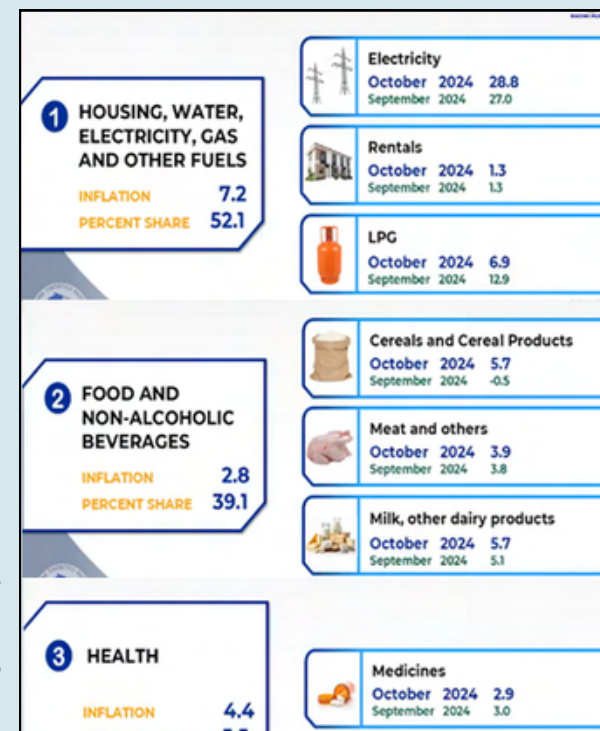 1
HOUSING, WATER,
ELECTRICITY, GAS
AND OTHER FUELS
INFLATION 7.2
PERCENT SHARE 52.1
Electricity
October 2024 28.8
September 2024 27.0
Rentals
October 2024 1.3
September 2024 1.3
LPG
October 2024 6.9
September 2024 12.9
2
FOOD AND
NON-ALCOHOLIC
BEVERAGES
INFLATION 2.8
PERCENT SHARE 39.1
Cereals and Cereal Products
October 2024 5.7
September 2024 -0.5
Meat and others
October 2024 3.9
September 2024 3.8
Milk, other dairy products
October 2024 5.7
September 2024 5.1
3
HEALTH
INFLATION 4.4
Medicines
October 2024 2.9
September 2024 3.0